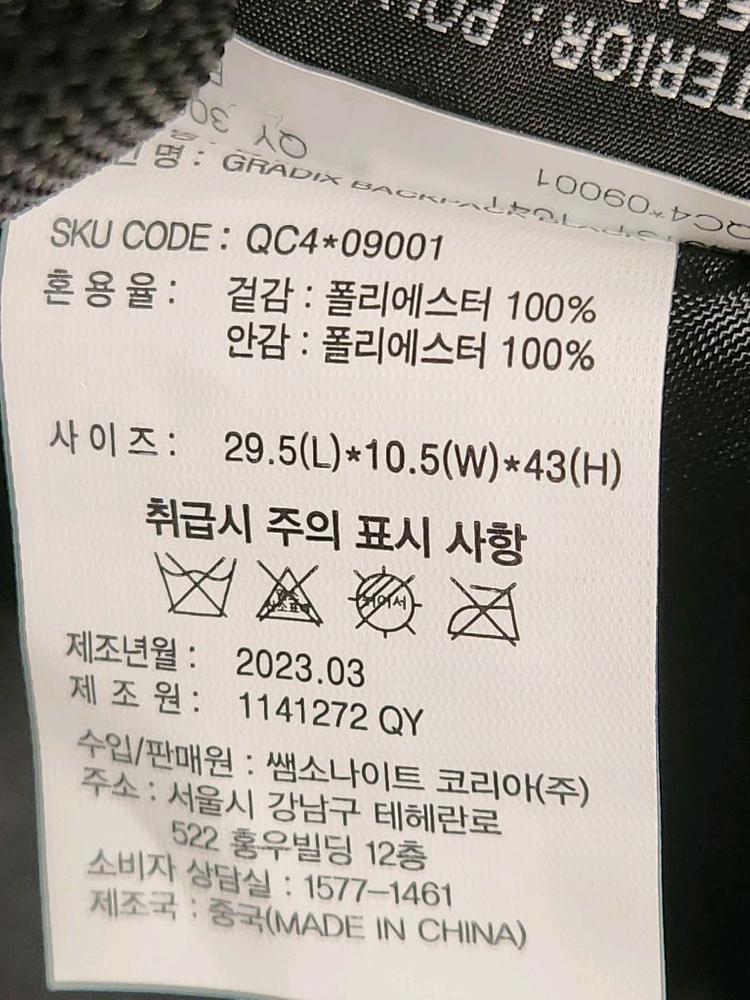 TERIOR : POLY
QY 30
QC4*09001
명 : GRADIX BACKPACK
SKU CODE : QC4*09001
혼 용 율 : 겉감 : 폴리에스터 100%
안감 : 폴리에스터 100%
사 이 즈 : 29.5(L)*10.5(W)*43(H)
취급시 주의 표시 사항
제조년월 : 2023.03
제 조 원 : 1141272 QY
수입/판매원 : 쌤소나이트 코리아(주)
주소 : 서울시 강남구 테헤란로
522 홍우빌딩 12층
소비자 상담실 : 1577-1461
제조국 : 중국(MADE IN CHINA)